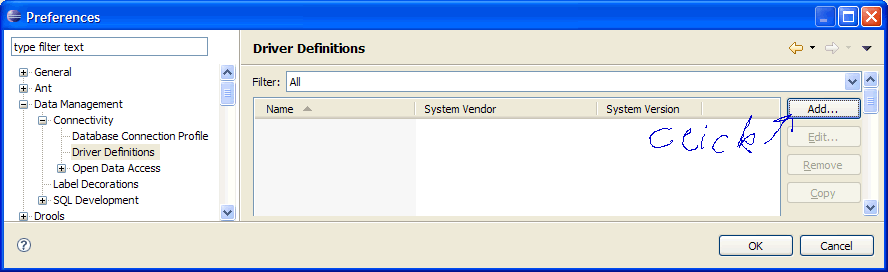 Preferences
type filter text
General
Ant
Data Management
Connectivity
Database Connection Profile
Driver Definitions
Open Data Access
Label Decorations
SQL Development
Drools
Driver Definitions
Filter: All
Name System Vendor System Version
Add...
click
Edit...
Remove
Copy
? OK Cancel